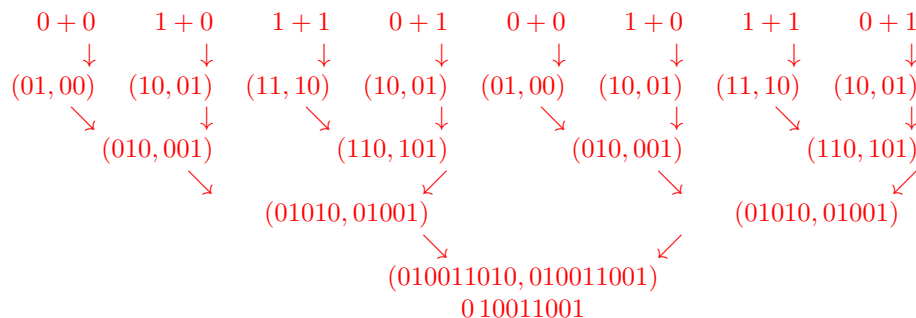 0 + 0 1 + 0 1 + 1 0 + 1 0 + 0 1 + 0 1 + 1 0 + 1
(01, 00) (10, 01) (11, 10) (10, 01) (01, 00) (10, 01) (11, 10) (10, 01)
(010, 001) (110, 101) (010, 001) (110, 101)
(01010, 01001) (01010, 01001)
(010011010, 010011001)
0 10011001